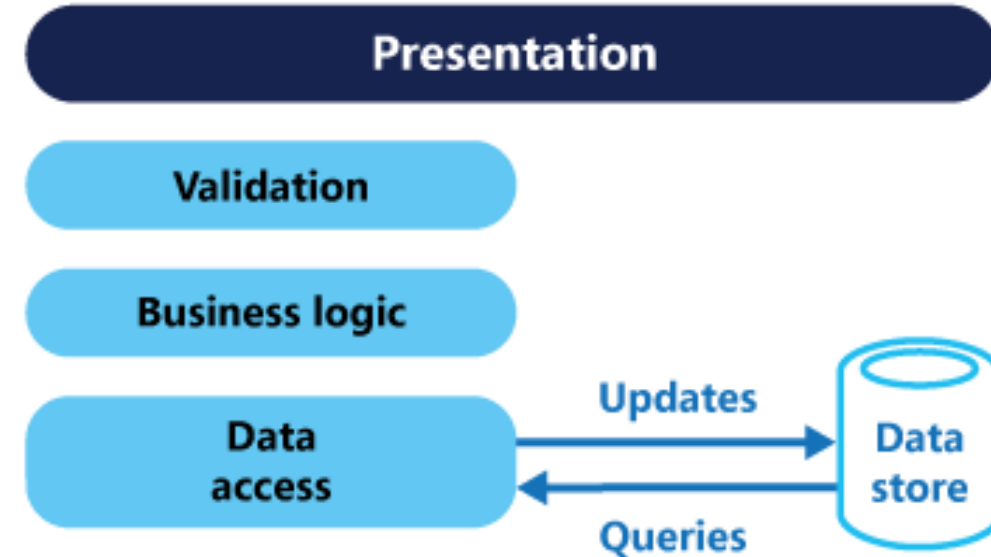 Presentation
Validation
Business logic
Data
access
Updates
Queries
Data
store